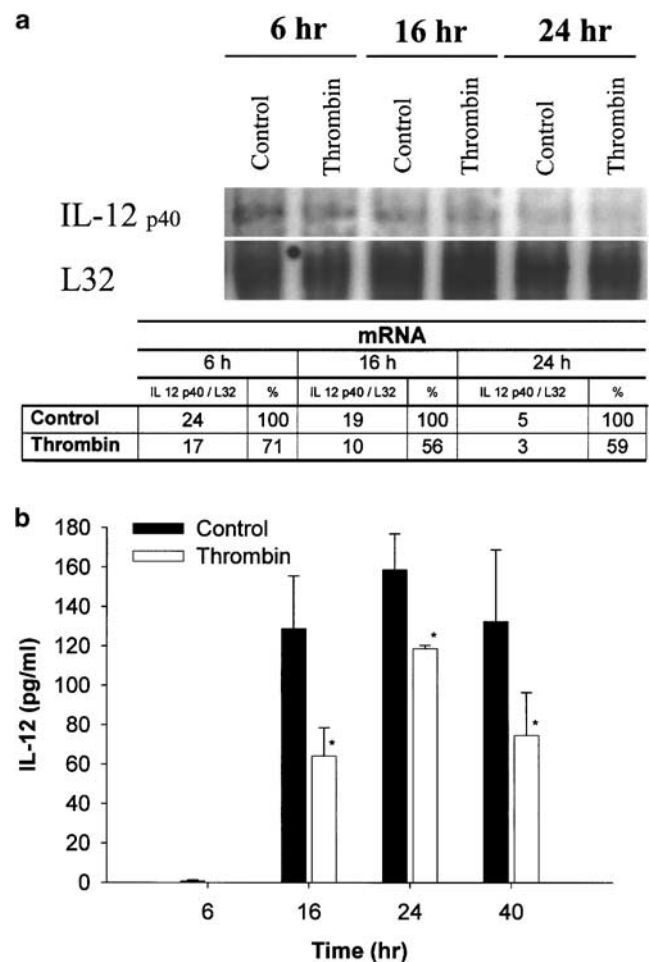 a
6 hr 16 hr 24 hr
Control Thrombin Control Thrombin Control Thrombin
IL-12 p40
L32
mRNA
6 h 16 h 24 h
IL 12 p40 / L32 % IL 12 p40 / L32 % IL 12 p40 / L32 %
Control 24 100 19 100 5 100
Thrombin 17 71 10 56 3 59
b
Control
Thrombin
IL-12 (pg/ml)
180
160
140
120
100
80
60
40
20
0
* * *
6 16 24 40
Time (hr)